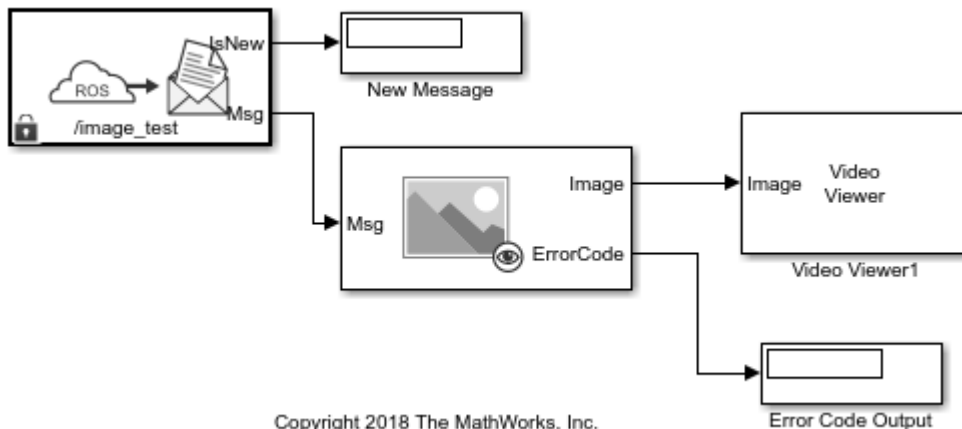 IsNew
ROS
Msg
/image_test
New Message
Msg
Image
ErrorCode
Image
Video
Viewer
Video Viewer1
Error Code Output
Copyright 2018 The MathWorks, Inc.